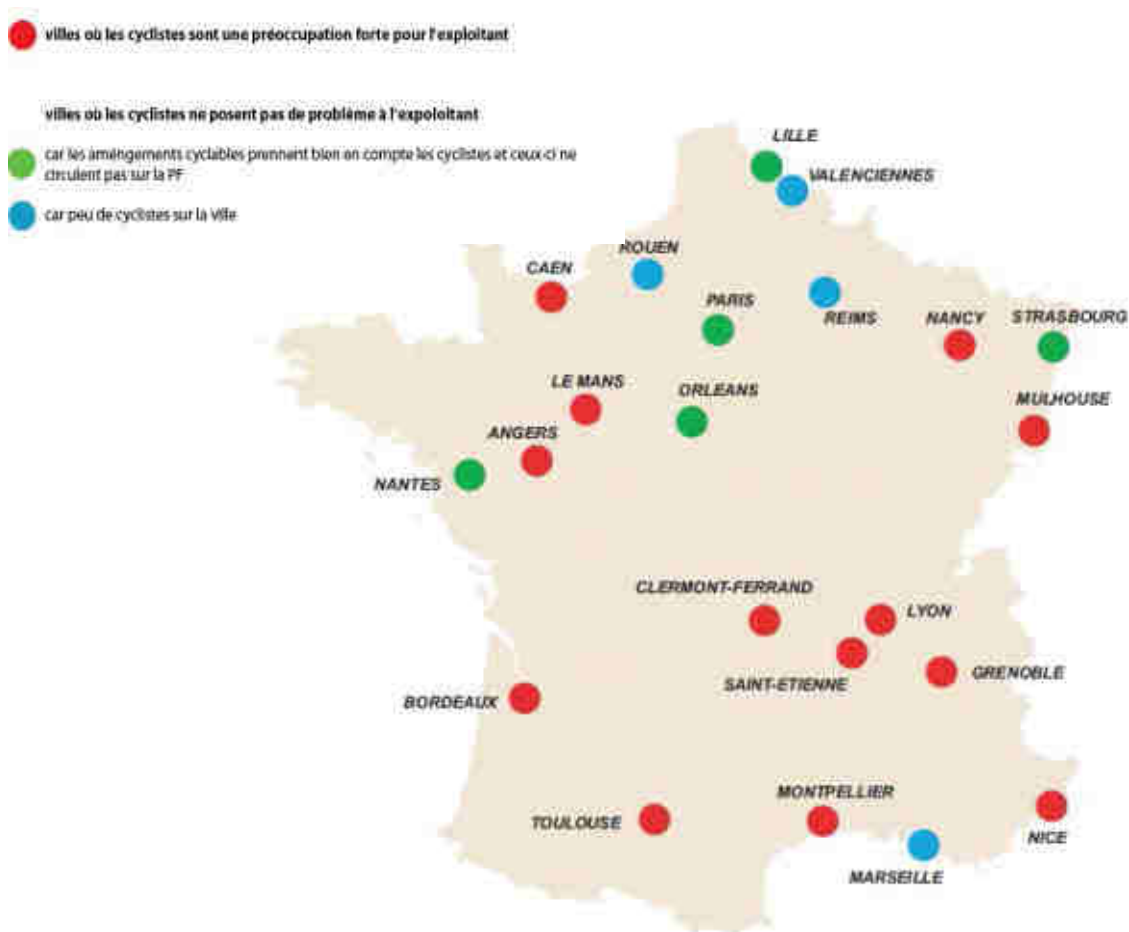 villes où les cyclistes sont une préoccupation forte pour l'exploitant
villes où les cyclistes ne posent pas de problème à l'expoloitant
car les améngements cyclables prennent bien en compte les cyclistes et ceux-ci ne
circulent pas sur la PF
car peu de cyclistes sur la ville
LILLE
VALENCIENNES
ROUEN
CAEN
PARIS
REIMS
NANCY
STRASBOURG
LE MANS
ORLEANS
MULHOUSE
ANGERS
NANTES
CLERMONT-FERRAND
LYON
SAINT-ETIENNE
GRENOBLE
BORDEAUX
MONTPELLIER
TOULOUSE
NICE
MARSEILLE